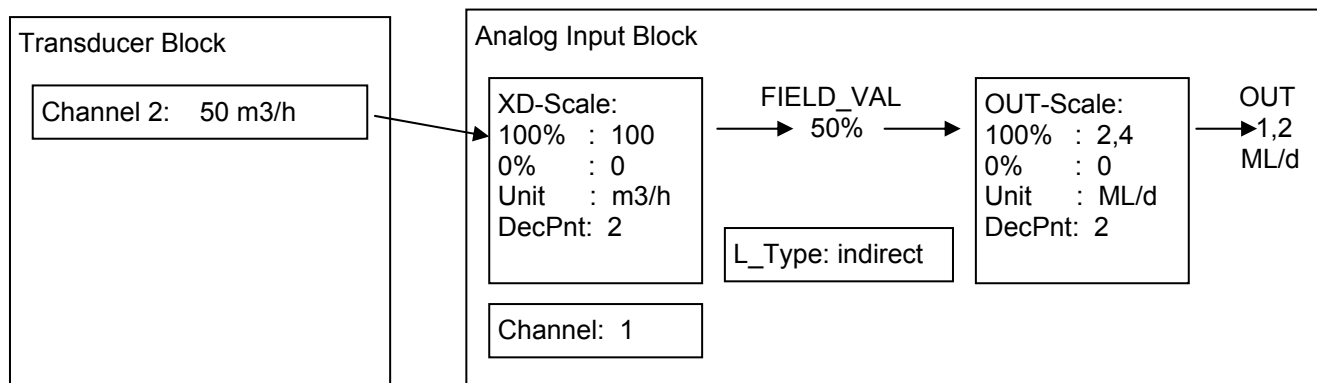 Transducer Block
Channel 2: 50 m3/h
Analog Input Block
XD-Scale:
100% : 100
0% : 0
Unit : m3/h
DecPnt: 2
FIELD_VAL
50%
L_Type: indirect
OUT-Scale:
100% : 2,4
0% : 0
Unit : ML/d
DecPnt: 2
OUT
1,2
ML/d
Channel: 1